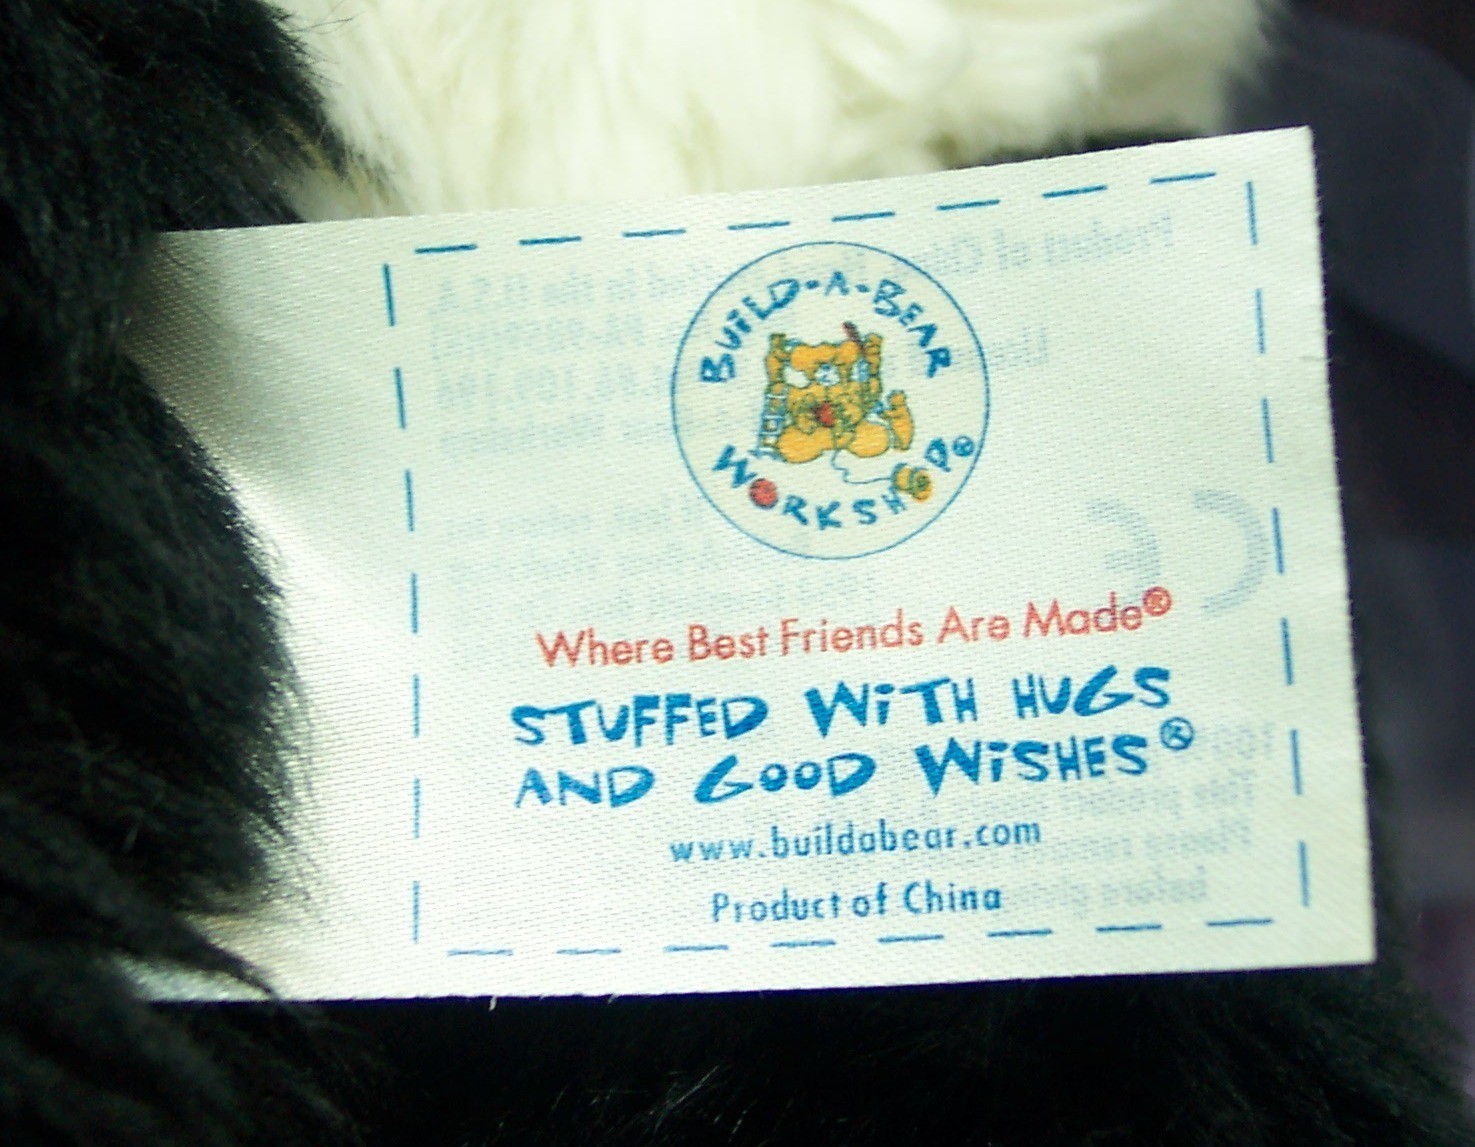 BUiLD-A-BEAR
WORKSHOP®
Where Best Friends Are Made®
STUFFED WiTH HUGS
AND GOOD WiSHES®
www.buildabear.com
Product of China